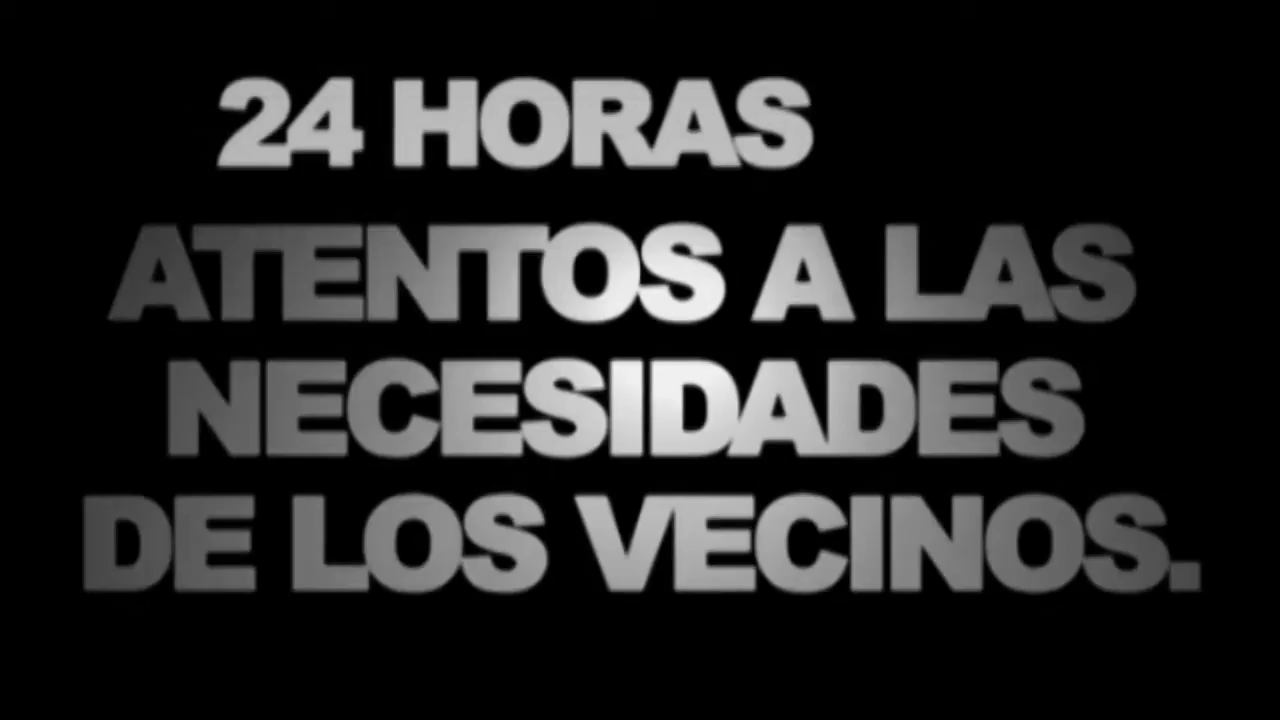 24 HORAS
ATENTOS A LAS
NECESIDADES
DE LOS VECINOS.